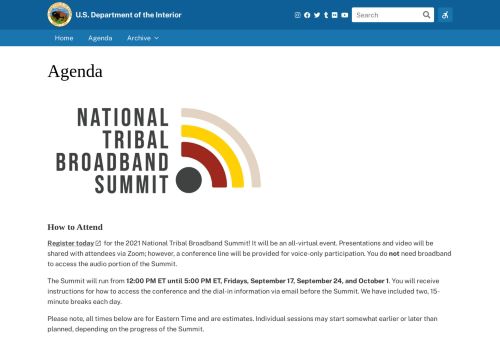 U.S. Department of the Interior
Search
Home
Agenda
Archive
Agenda
NATIONAL
TRIBAL
BROADBAND
SUMMIT
How to Attend
Register today for the 2021 National Tribal Broadband Summit! It will be an all-virtual event. Presentations and video will be
shared with attendees via Zoom; however, a conference line will be provided for voice-only participation. You do not need broadband
to access the audio portion of the Summit.
The Summit will run from 12:00 PM ET until 5:00 PM ET, Fridays, September 17, September 24, and October 1. You will receive
instructions for how to access the conference and the dial-in information via email before the Summit. We have included two, 15-
minute breaks each day.
Please note, all times below are for Eastern Time and are estimates. Individual sessions may start somewhat earlier or later than
planned, depending on the progress of the Summit.